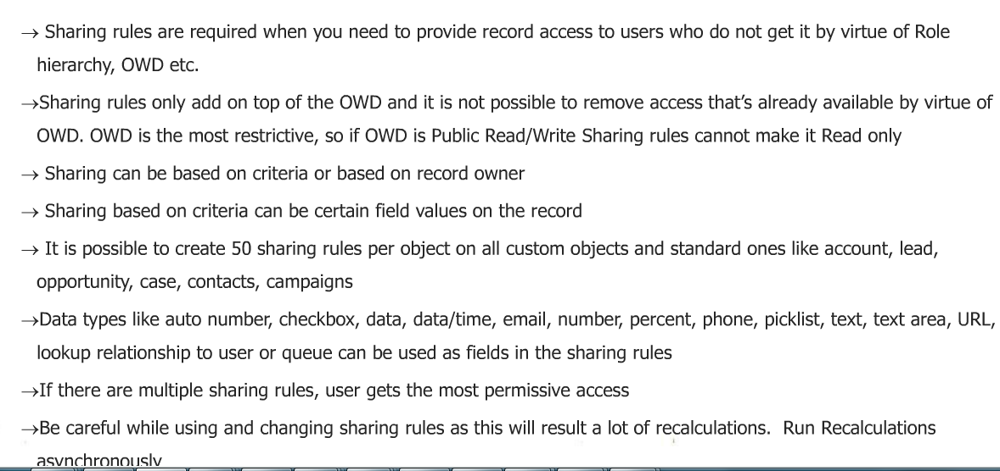 → Sharing rules are required when you need to provide record access to users who do not get it by virtue of Role
hierarchy, OWD etc.
→Sharing rules only add on top of the OWD and it is not possible to remove access that’s already available by virtue of
OWD. OWD is the most restrictive, so if OWD is Public Read/Write Sharing rules cannot make it Read only
→ Sharing can be based on criteria or based on record owner
→ Sharing based on criteria can be certain field values on the record
→ It is possible to create 50 sharing rules per object on all custom objects and standard ones like account, lead,
opportunity, case, contacts, campaigns
→Data types like auto number, checkbox, data, data/time, email, number, percent, phone, picklist, text, text area, URL,
lookup relationship to user or queue can be used as fields in the sharing rules
→If there are multiple sharing rules, user gets the most permissive access
→Be careful while using and changing sharing rules as this will result a lot of recalculations.  Run Recalculations
asynchronously